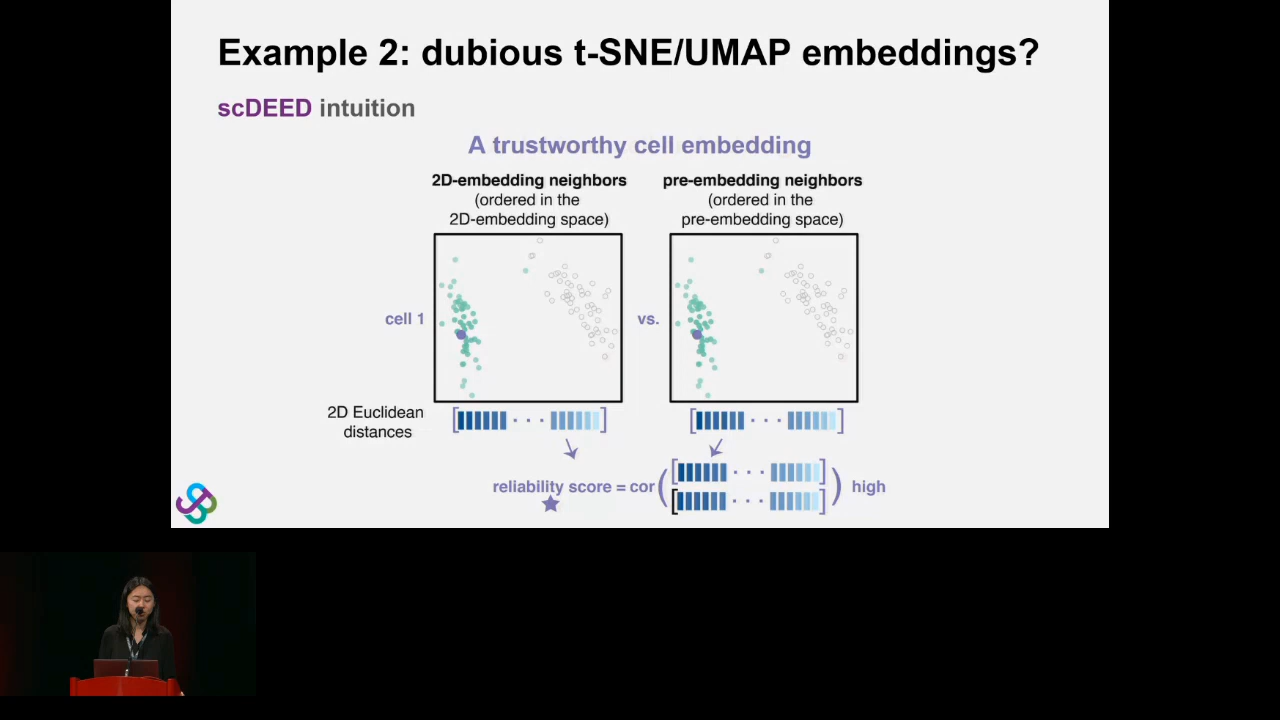 Example 2: dubious t-SNE/UMAP embeddings?
scDEED intuition
A trustworthy cell embedding
2D-embedding neighbors
(ordered in the
2D-embedding space)
pre-embedding neighbors
(ordered in the
pre-embedding space)
cell 1
vs.
2D Euclidean
distances
reliability score = cor
high